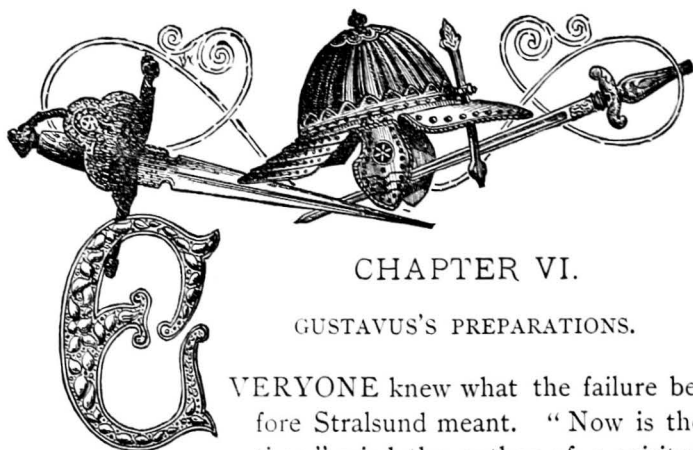 CHAPTER VI.
GUSTAVUS'S PREPARATIONS.
EVERYONE knew what the failure be
fore Stralsund meant. "Now is the